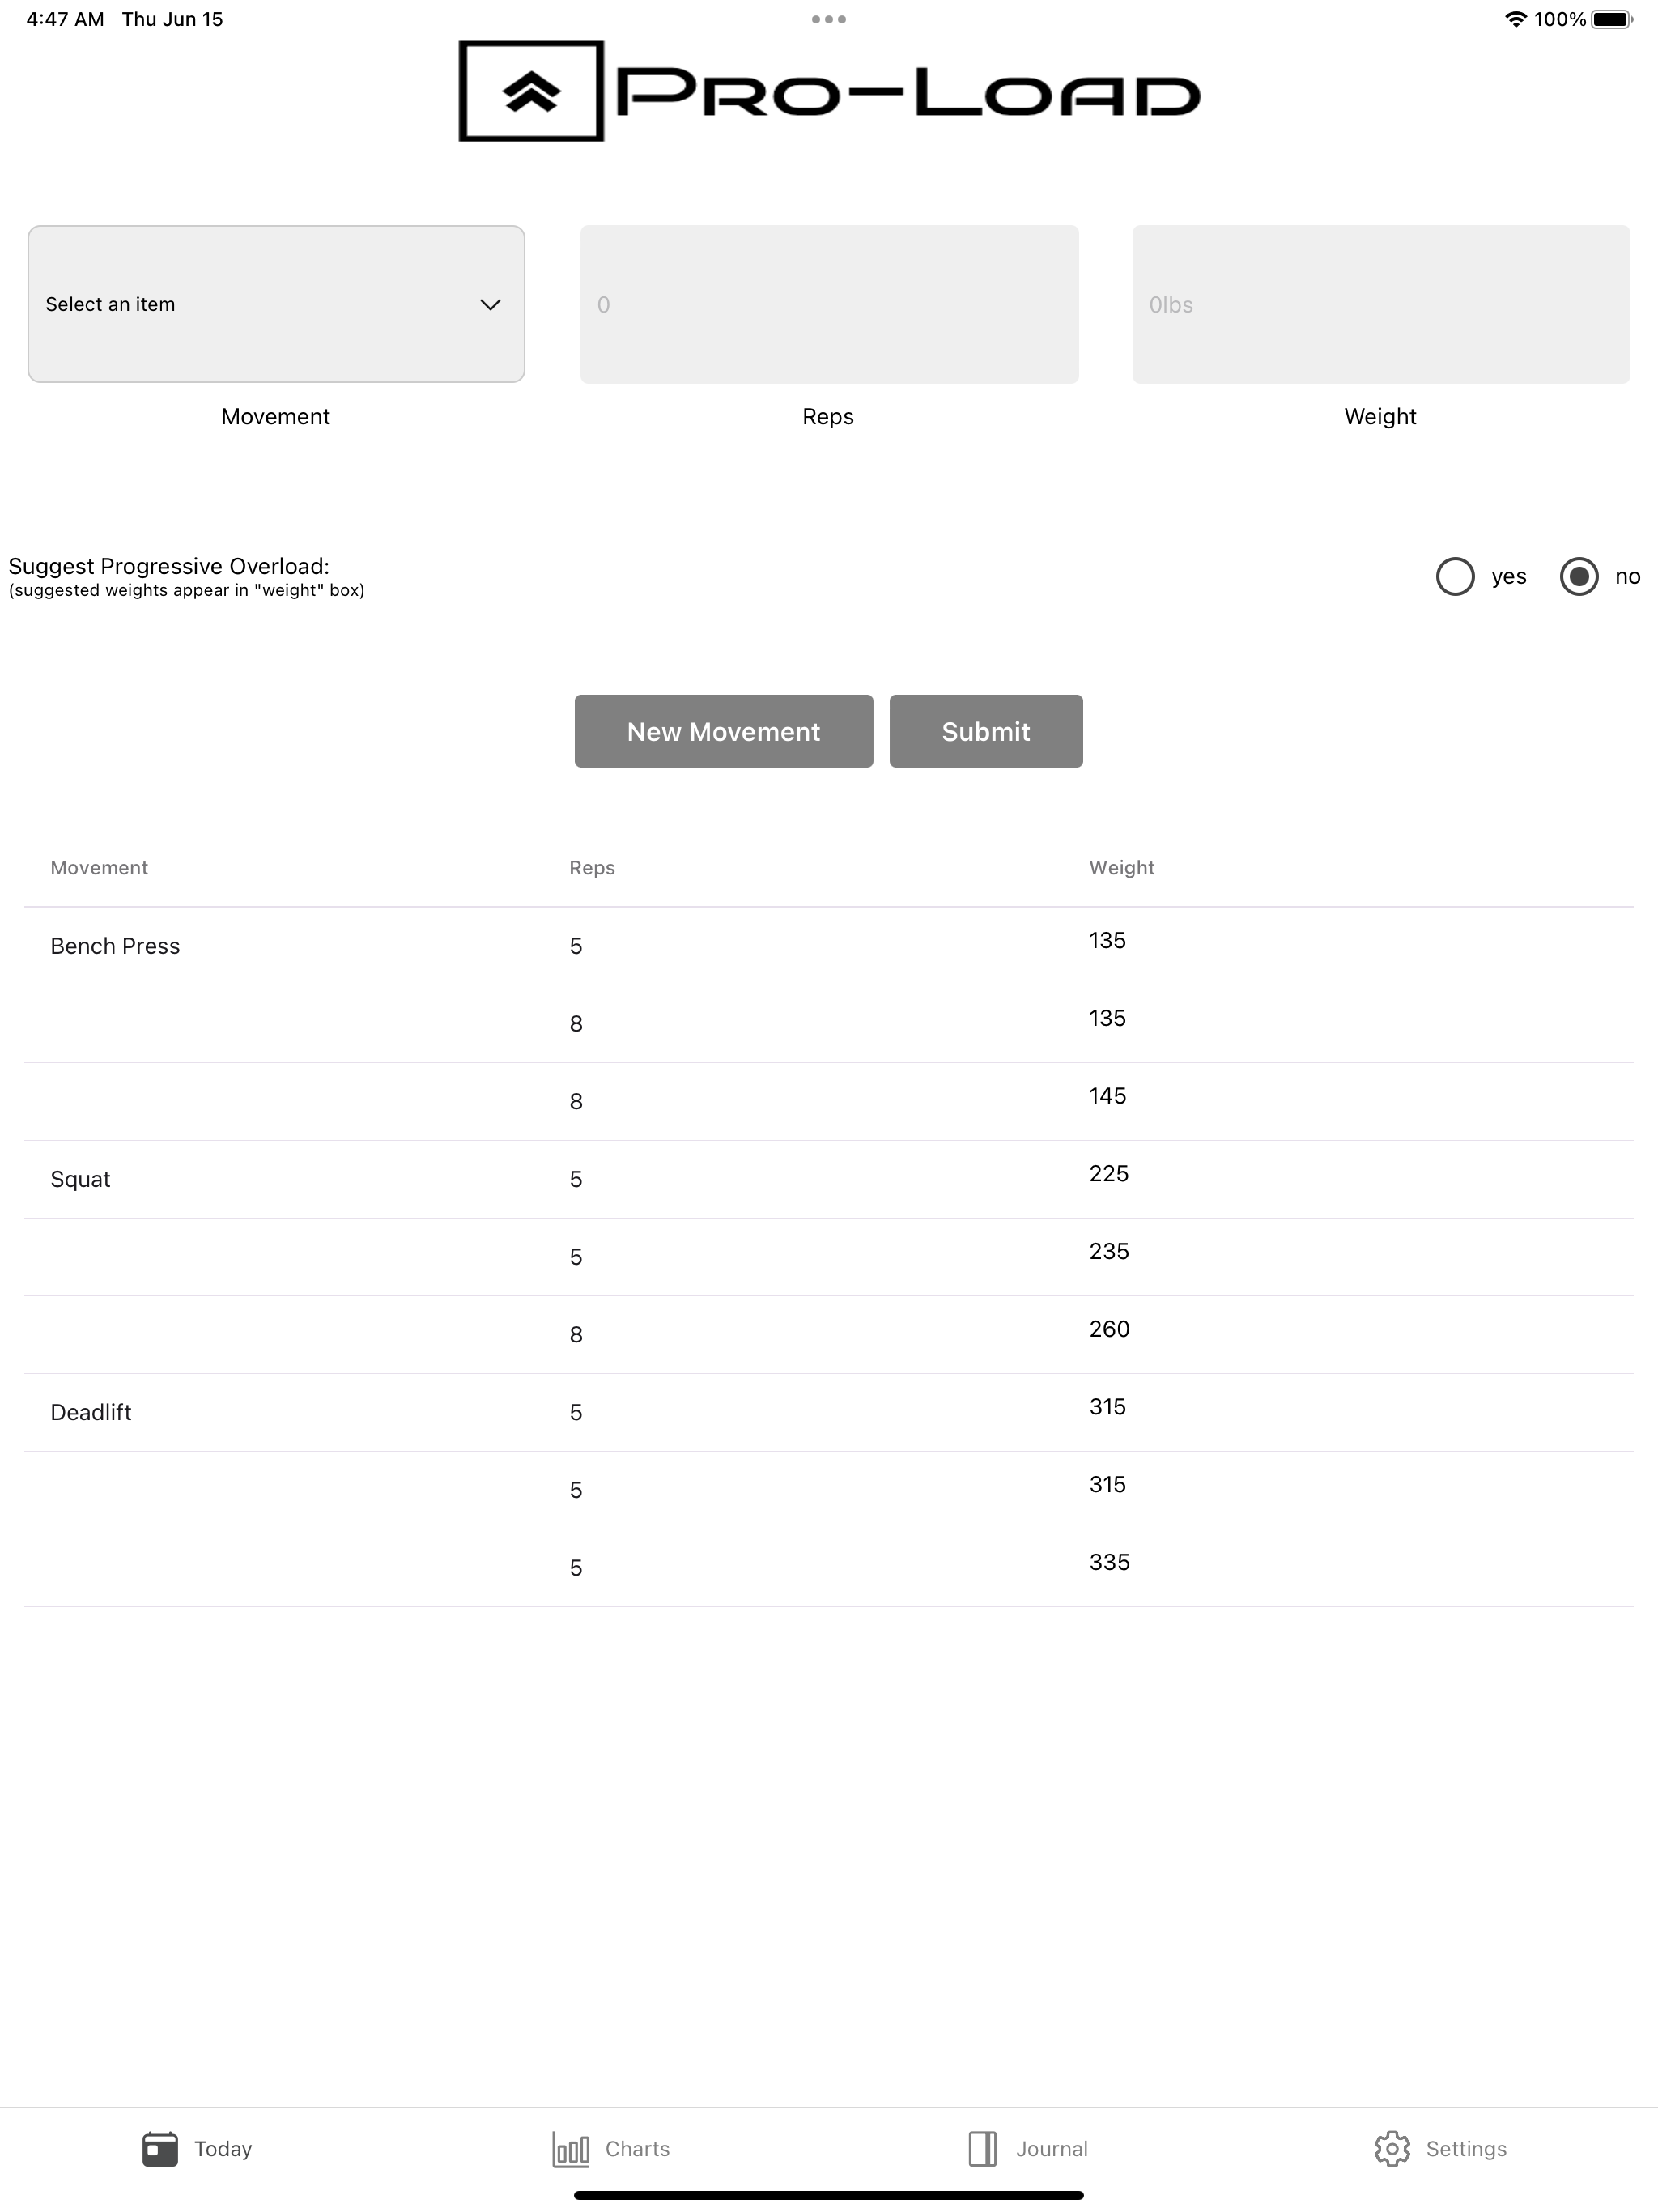 4:47 AM Thu Jun 15 100%
Pro-Load
Select an item 0 0lbs
Movement Reps Weight
Suggest Progressive Overload:
(suggested weights appear in "weight" box)
yes no
New Movement Submit
Movement Reps Weight
Bench Press 5 135
8 135
8 145
Squat 5 225
5 235
8 260
Deadlift 5 315
5 315
5 335
Today Charts Journal Settings